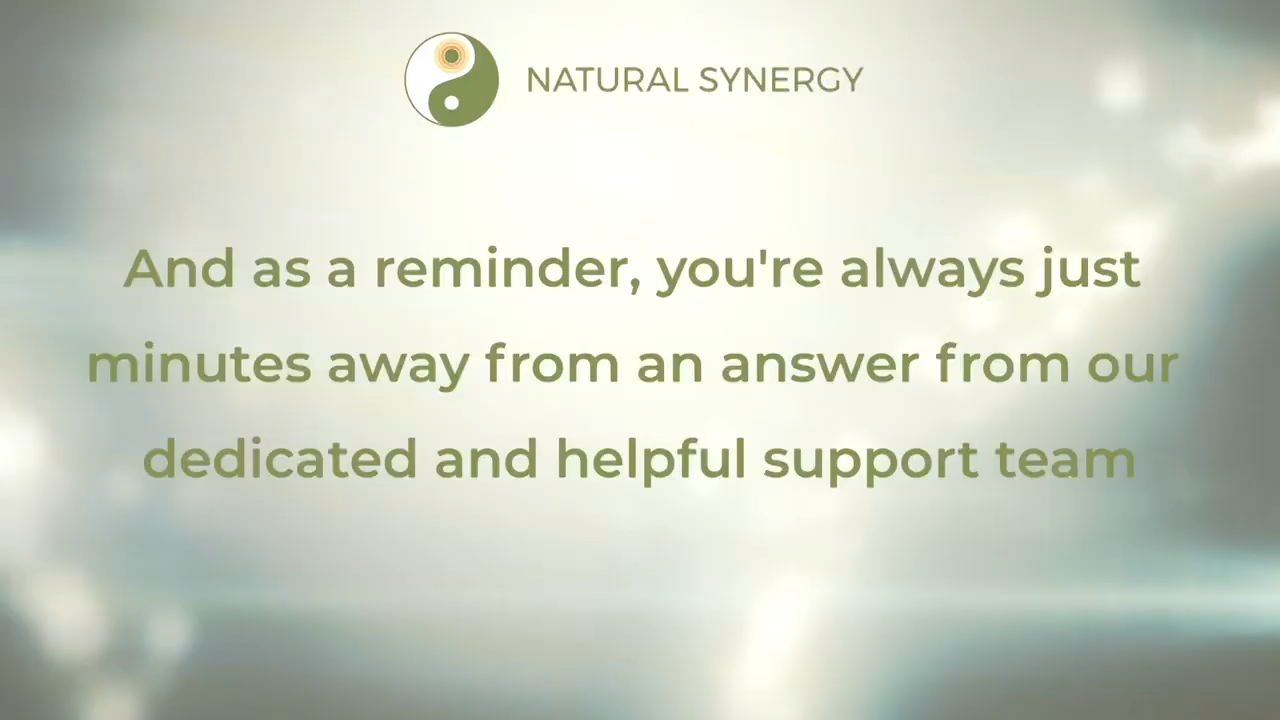 NATURAL SYNERGY
And as a reminder, you're always just
minutes away from an answer from our
dedicated and helpful support team